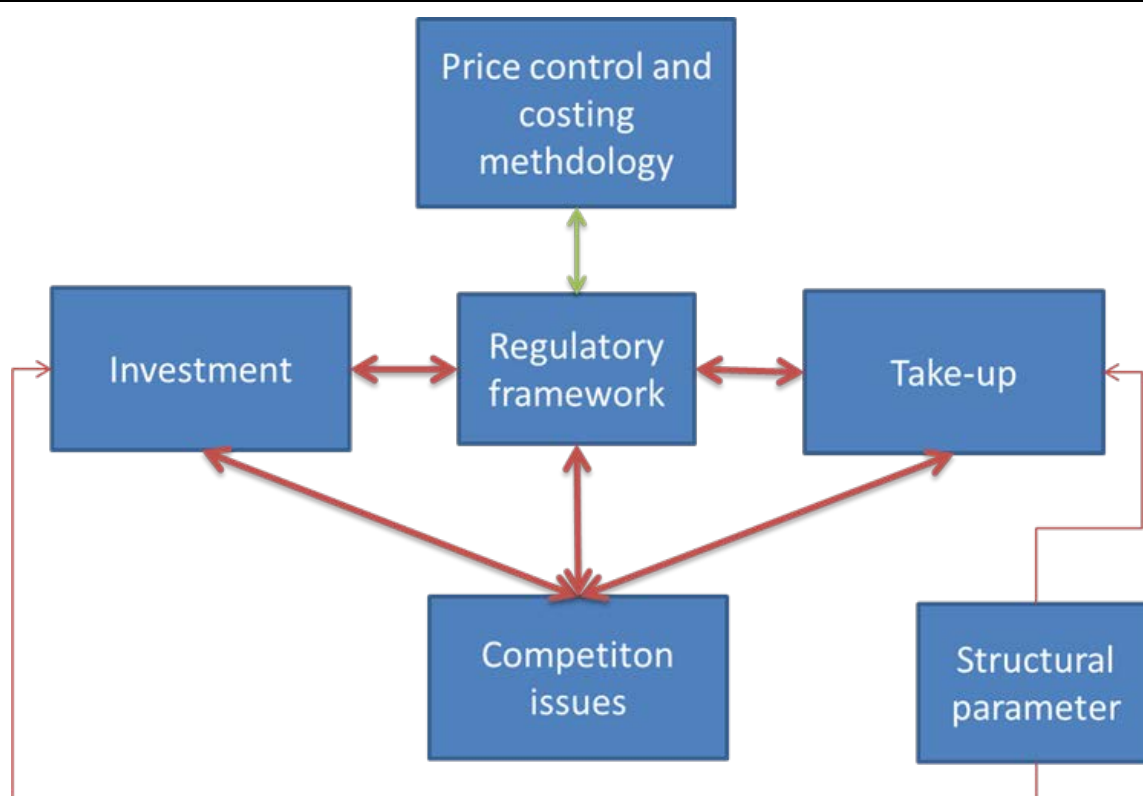 Price control and
costing
methdology
Investment
Regulatory
framework
Take-up
Competiton
issues
Structural
parameter